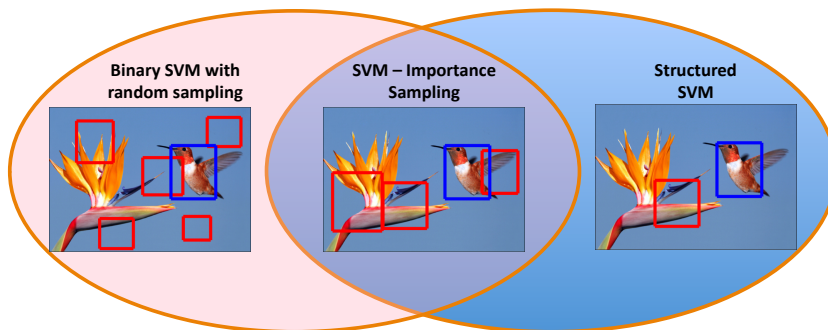 Binary SVM with
random sampling
SVM – Importance
Sampling
Structured
SVM